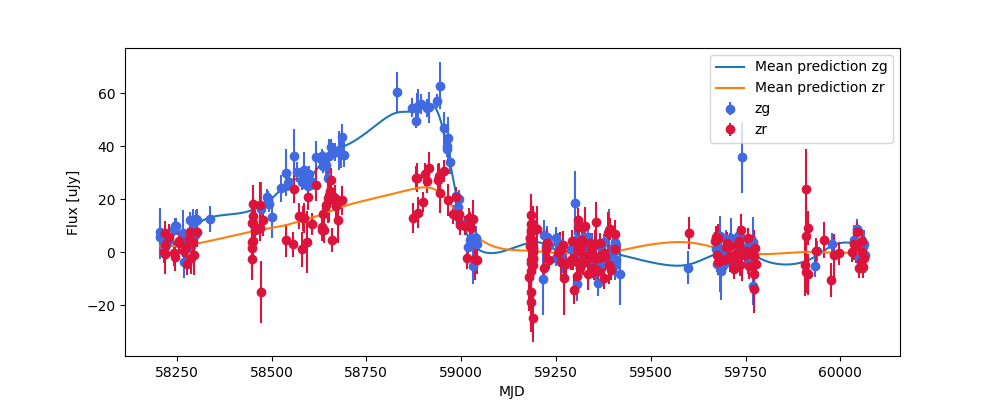 Mean prediction zg
Mean prediction zr
zg
zr
Flux [uJy]
60
40
20
0
−20
58250 58500 58750 59000 59250 59500 59750 60000
MJD